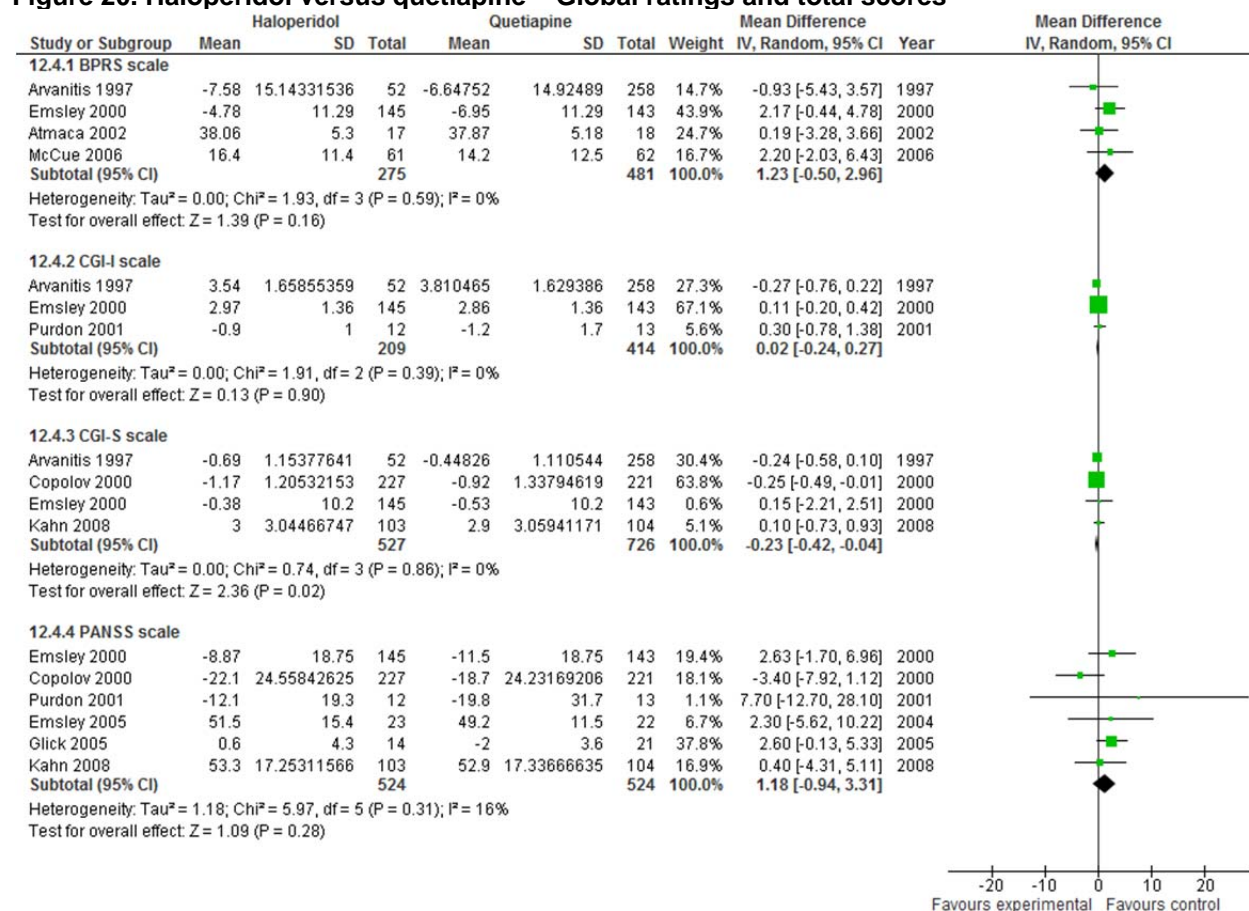 Figure 20. Haloperidol versus quetiapine – Global ratings and total scores
Haloperidol Quetiapine Mean Difference Mean Difference
Study or Subgroup Mean SD Total Mean SD Total Weight IV, Random, 95% CI Year IV, Random, 95% CI
12.4.1 BPRS scale
Arvanitis 1997 -7.58 15.14331536 52 -6.64752 14.92489 258 14.7% -0.93 [-5.43, 3.57] 1997
Emsley 2000 -4.78 11.29 145 -6.95 11.29 143 43.9% 2.17 [-0.44, 4.78] 2000
Atmaca 2002 38.06 5.3 17 37.87 5.18 18 24.7% 0.19 [-3.28, 3.66] 2002
McCue 2006 16.4 11.4 61 14.2 12.5 62 16.7% 2.20 [-2.03, 6.43] 2006
Subtotal (95% CI) 275 481 100.0% 1.23 [-0.50, 2.96]
Heterogeneity: Tau² = 0.00; Chi² = 1.93, df = 3 (P = 0.59); I² = 0%
Test for overall effect: Z = 1.39 (P = 0.16)
12.4.2 CGI-I scale
Arvanitis 1997 3.54 1.65855359 52 3.810465 1.629386 258 27.3% -0.27 [-0.76, 0.22] 1997
Emsley 2000 2.97 1.36 145 2.86 1.36 143 67.1% 0.11 [-0.20, 0.42] 2000
Purdon 2001 -0.9 1 12 -1.2 1.7 13 5.6% 0.30 [-0.78, 1.38] 2001
Subtotal (95% CI) 209 414 100.0% 0.02 [-0.24, 0.27]
Heterogeneity: Tau² = 0.00; Chi² = 1.91, df = 2 (P = 0.39); I² = 0%
Test for overall effect: Z = 0.13 (P = 0.90)
12.4.3 CGI-S scale
Arvanitis 1997 -0.69 1.15377641 52 -0.44826 1.110544 258 30.4% -0.24 [-0.58, 0.10] 1997
Copolov 2000 -1.17 1.20532153 227 -0.92 1.33794619 221 63.8% -0.25 [-0.49, -0.01] 2000
Emsley 2000 -0.38 10.2 145 -0.53 10.2 143 0.6% 0.15 [-2.21, 2.51] 2000
Kahn 2008 3 3.04466747 103 2.9 3.05941171 104 5.1% 0.10 [-0.73, 0.93] 2008
Subtotal (95% CI) 527 726 100.0% -0.23 [-0.42, -0.04]
Heterogeneity: Tau² = 0.00; Chi² = 0.74, df = 3 (P = 0.86); I² = 0%
Test for overall effect: Z = 2.36 (P = 0.02)
12.4.4 PANSS scale
Emsley 2000 -8.87 18.75 145 -11.5 18.75 143 19.4% 2.63 [-1.70, 6.96] 2000
Copolov 2000 -22.1 24.55842625 227 -18.7 24.23169206 221 18.1% -3.40 [-7.92, 1.12] 2000
Purdon 2001 -12.1 19.3 12 -19.8 31.7 13 1.1% 7.70 [-12.70, 28.10] 2001
Emsley 2005 51.5 15.4 23 49.2 11.5 22 6.7% 2.30 [-5.62, 10.22] 2004
Glick 2005 0.6 4.3 14 -2 3.6 21 37.8% 2.60 [-0.13, 5.33] 2005
Kahn 2008 53.3 17.25311566 103 52.9 17.33666635 104 16.9% 0.40 [-4.31, 5.11] 2008
Subtotal (95% CI) 524 524 100.0% 1.18 [-0.94, 3.31]
Heterogeneity: Tau² = 1.18; Chi² = 5.97, df = 5 (P = 0.31); I² = 16%
Test for overall effect: Z = 1.09 (P = 0.28)
-20 -10 0 10 20
Favours experimental Favours control